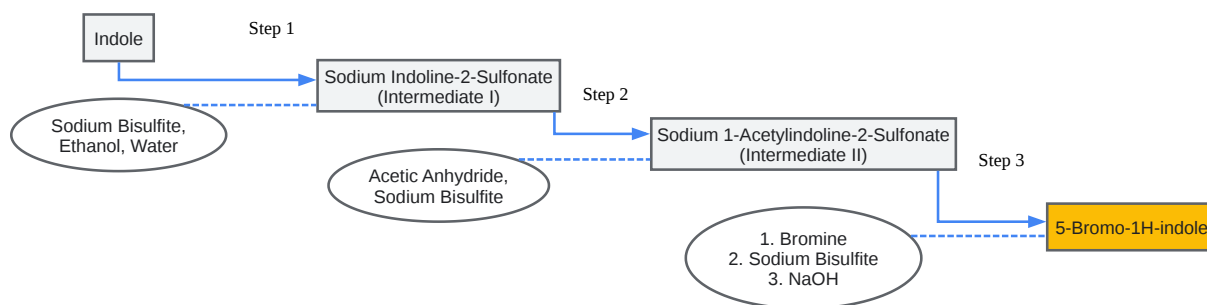 Indole
Step 1
Sodium Bisulfite,
Ethanol, Water
Sodium Indoline-2-Sulfonate
(Intermediate I)
Step 2
Acetic Anhydride,
Sodium Bisulfite
Sodium 1-Acetylindoline-2-Sulfonate
(Intermediate II)
Step 3
1. Bromine
2. Sodium Bisulfite
3. NaOH
5-Bromo-1H-indole